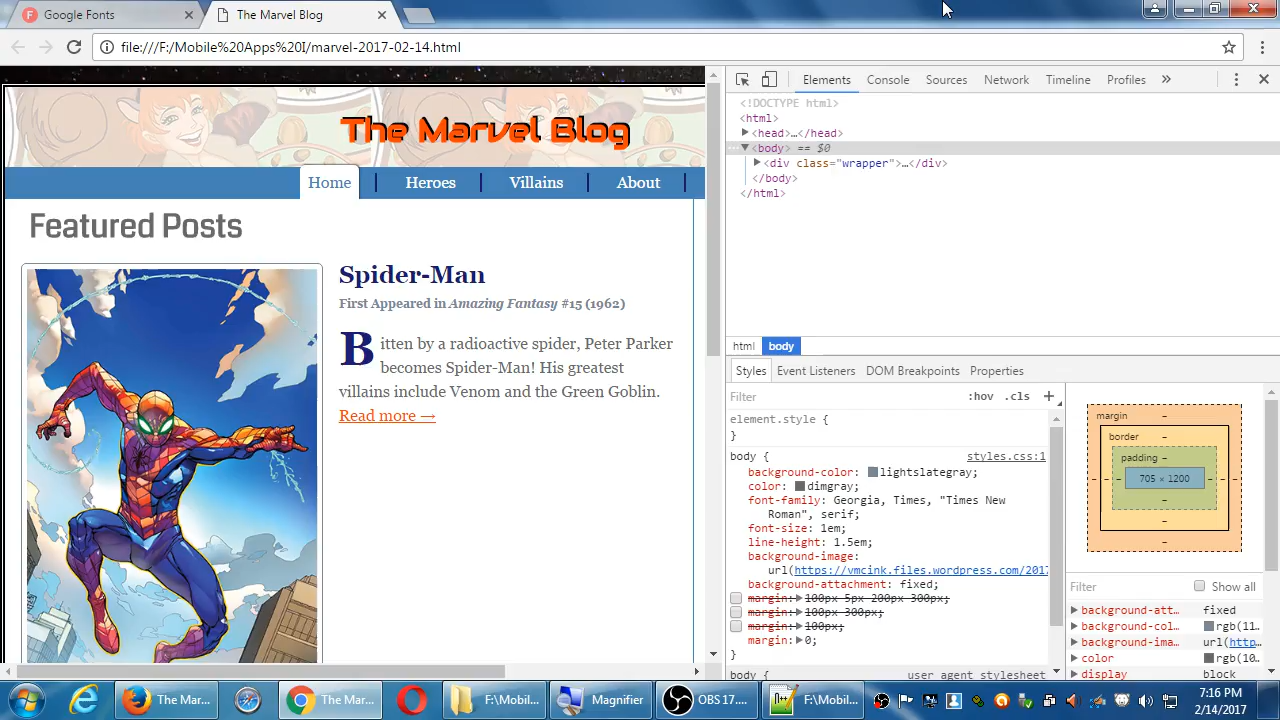 Google Fonts
The Marvel Blog
file:///F:/Mobile%20Apps%20I/marvel-2017-02-14.html
The Marvel Blog
Home
Heroes
Villains
About
Featured Posts
Spider-Man
First Appeared in Amazing Fantasy #15 (1962)
Bitten by a radioactive spider, Peter Parker
becomes Spider-Man! His greatest
villains include Venom and the Green Goblin.
Read more →
Elements Console Sources Network Timeline Profiles »
<!DOCTYPE html>
<html>
<head>…</head>
<body> == $0
<div class="wrapper">…</div>
</body>
</html>
html body
Styles Event Listeners DOM Breakpoints Properties
Filter :hov .cls +
element.style {
}
body { styles.css:1
background-color: lightslategray;
color: dimgray;
font-family: Georgia, Times, "Times New
Roman", serif;
font-size: 1em;
line-height: 1.5em;
background-image:
url(https://vmcink.files.wordpress.com/2017
background-attachment: fixed;
margin: 100px 5px 200px 300px;
margin: 100px 300px;
margin: 100px;
margin: 0;
}
body { user agent stylesheet
margin –
border –
padding –
– – – 705 × 1200 – – –
–
–
–
Filter Show all
background-att… fixed
background-col… rgb(11…
background-ima… url(http…
color rgb(10…
display block
The Mar...
The Mar...
F:\Mobil...
Magnifier
OBS 17....
F:\Mobil...
7:16 PM
2/14/2017